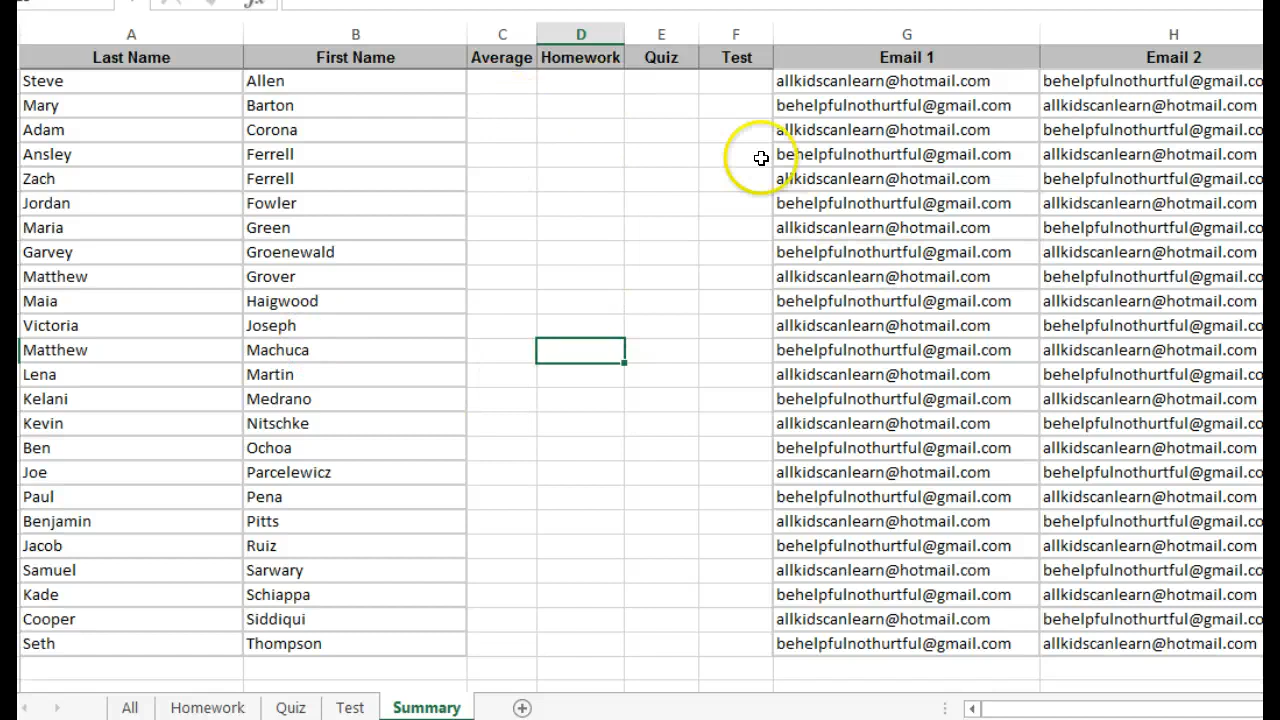 A B C D E F G H
Last Name First Name Average Homework Quiz Test Email 1 Email 2
Steve Allen allkidscanlearn@hotmail.com behelpfulnothurtful@gmail.co
Mary Barton behelpfulnothurtful@gmail.com allkidscanlearn@hotmail.com
Adam Corona allkidscanlearn@hotmail.com behelpfulnothurtful@gmail.co
Ansley Ferrell behelpfulnothurtful@gmail.com allkidscanlearn@hotmail.com
Zach Ferrell allkidscanlearn@hotmail.com behelpfulnothurtful@gmail.co
Jordan Fowler behelpfulnothurtful@gmail.com allkidscanlearn@hotmail.com
Maria Green allkidscanlearn@hotmail.com behelpfulnothurtful@gmail.co
Garvey Groenewald behelpfulnothurtful@gmail.com allkidscanlearn@hotmail.com
Matthew Grover allkidscanlearn@hotmail.com behelpfulnothurtful@gmail.co
Maia Haigwood behelpfulnothurtful@gmail.com allkidscanlearn@hotmail.com
Victoria Joseph allkidscanlearn@hotmail.com behelpfulnothurtful@gmail.co
Matthew Machuca behelpfulnothurtful@gmail.com allkidscanlearn@hotmail.com
Lena Martin allkidscanlearn@hotmail.com behelpfulnothurtful@gmail.co
Kelani Medrano behelpfulnothurtful@gmail.com allkidscanlearn@hotmail.com
Kevin Nitschke allkidscanlearn@hotmail.com behelpfulnothurtful@gmail.co
Ben Ochoa behelpfulnothurtful@gmail.com allkidscanlearn@hotmail.com
Joe Parcelewicz allkidscanlearn@hotmail.com behelpfulnothurtful@gmail.co
Paul Pena behelpfulnothurtful@gmail.com allkidscanlearn@hotmail.com
Benjamin Pitts allkidscanlearn@hotmail.com behelpfulnothurtful@gmail.co
Jacob Ruiz behelpfulnothurtful@gmail.com allkidscanlearn@hotmail.com
Samuel Sarwary allkidscanlearn@hotmail.com behelpfulnothurtful@gmail.co
Kade Schiappa behelpfulnothurtful@gmail.com allkidscanlearn@hotmail.com
Cooper Siddiqui allkidscanlearn@hotmail.com behelpfulnothurtful@gmail.co
Seth Thompson behelpfulnothurtful@gmail.com allkidscanlearn@hotmail.com
All Homework Quiz Test Summary